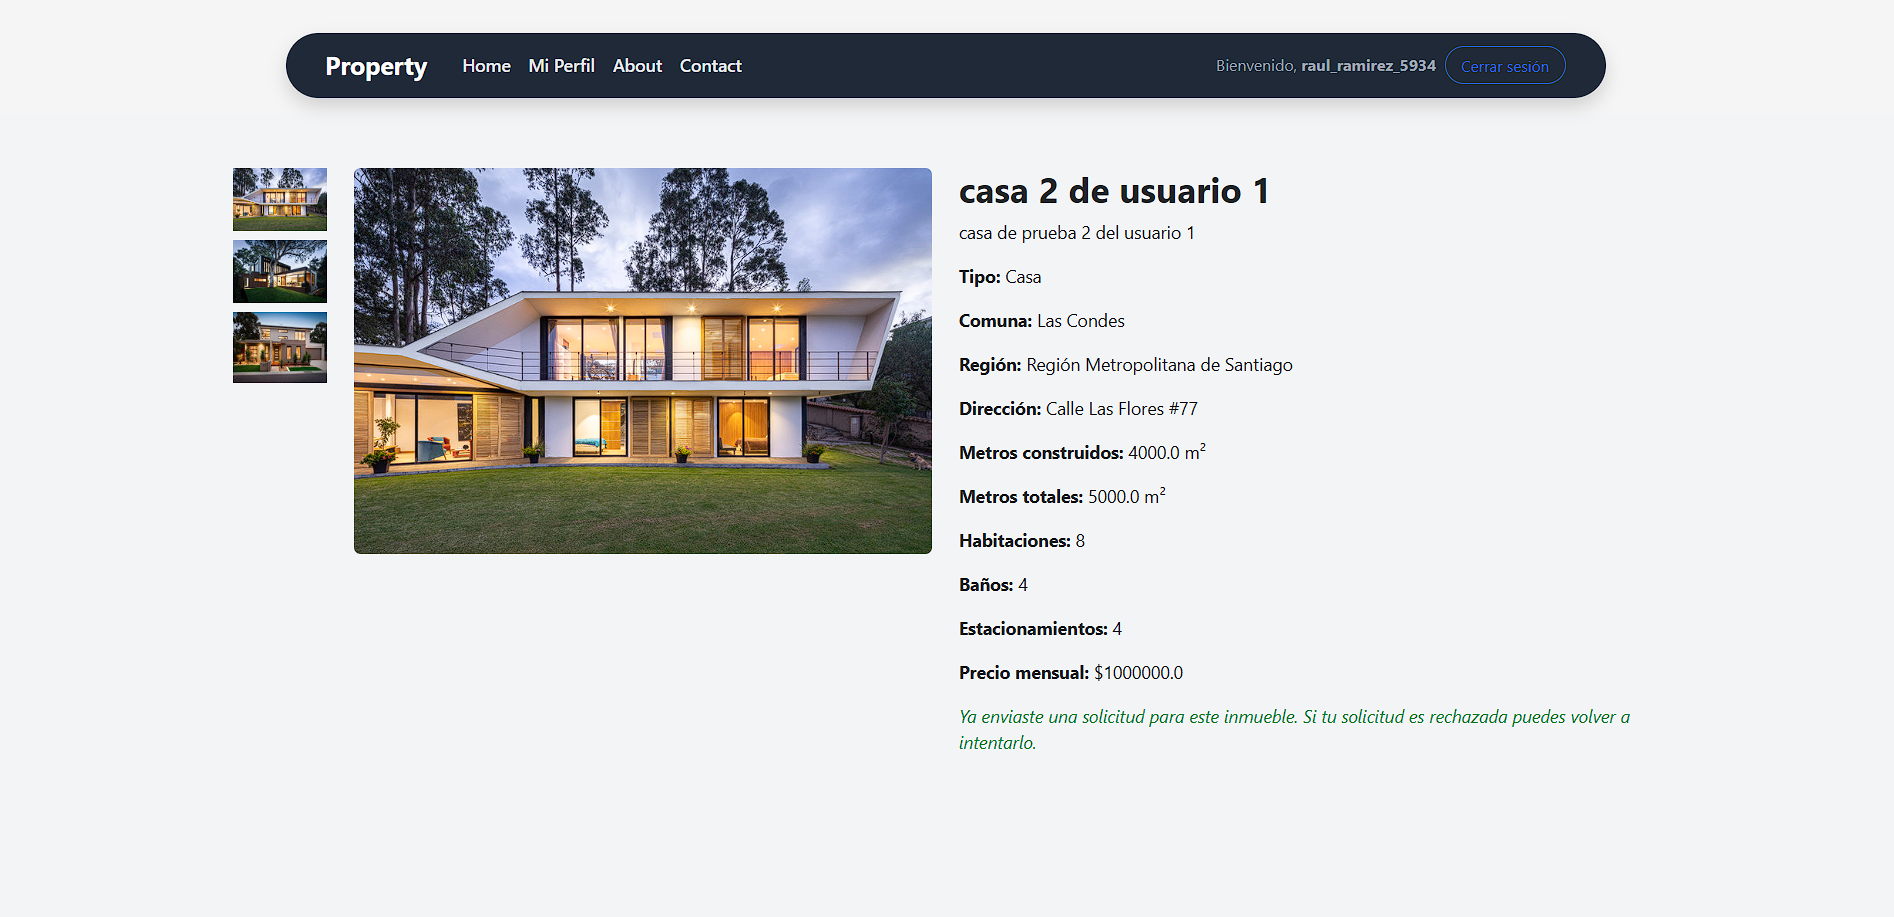 Property Home Mi Perfil About Contact Bienvenido, raul_ramirez_5934 Cerrar sesión
casa 2 de usuario 1
casa de prueba 2 del usuario 1
Tipo: Casa
Comuna: Las Condes
Región: Región Metropolitana de Santiago
Dirección: Calle Las Flores #77
Metros construidos: 4000.0 m²
Metros totales: 5000.0 m²
Habitaciones: 8
Baños: 4
Estacionamientos: 4
Precio mensual: $1000000.0
Ya enviaste una solicitud para este inmueble. Si tu solicitud es rechazada puedes volver a
intentarlo.